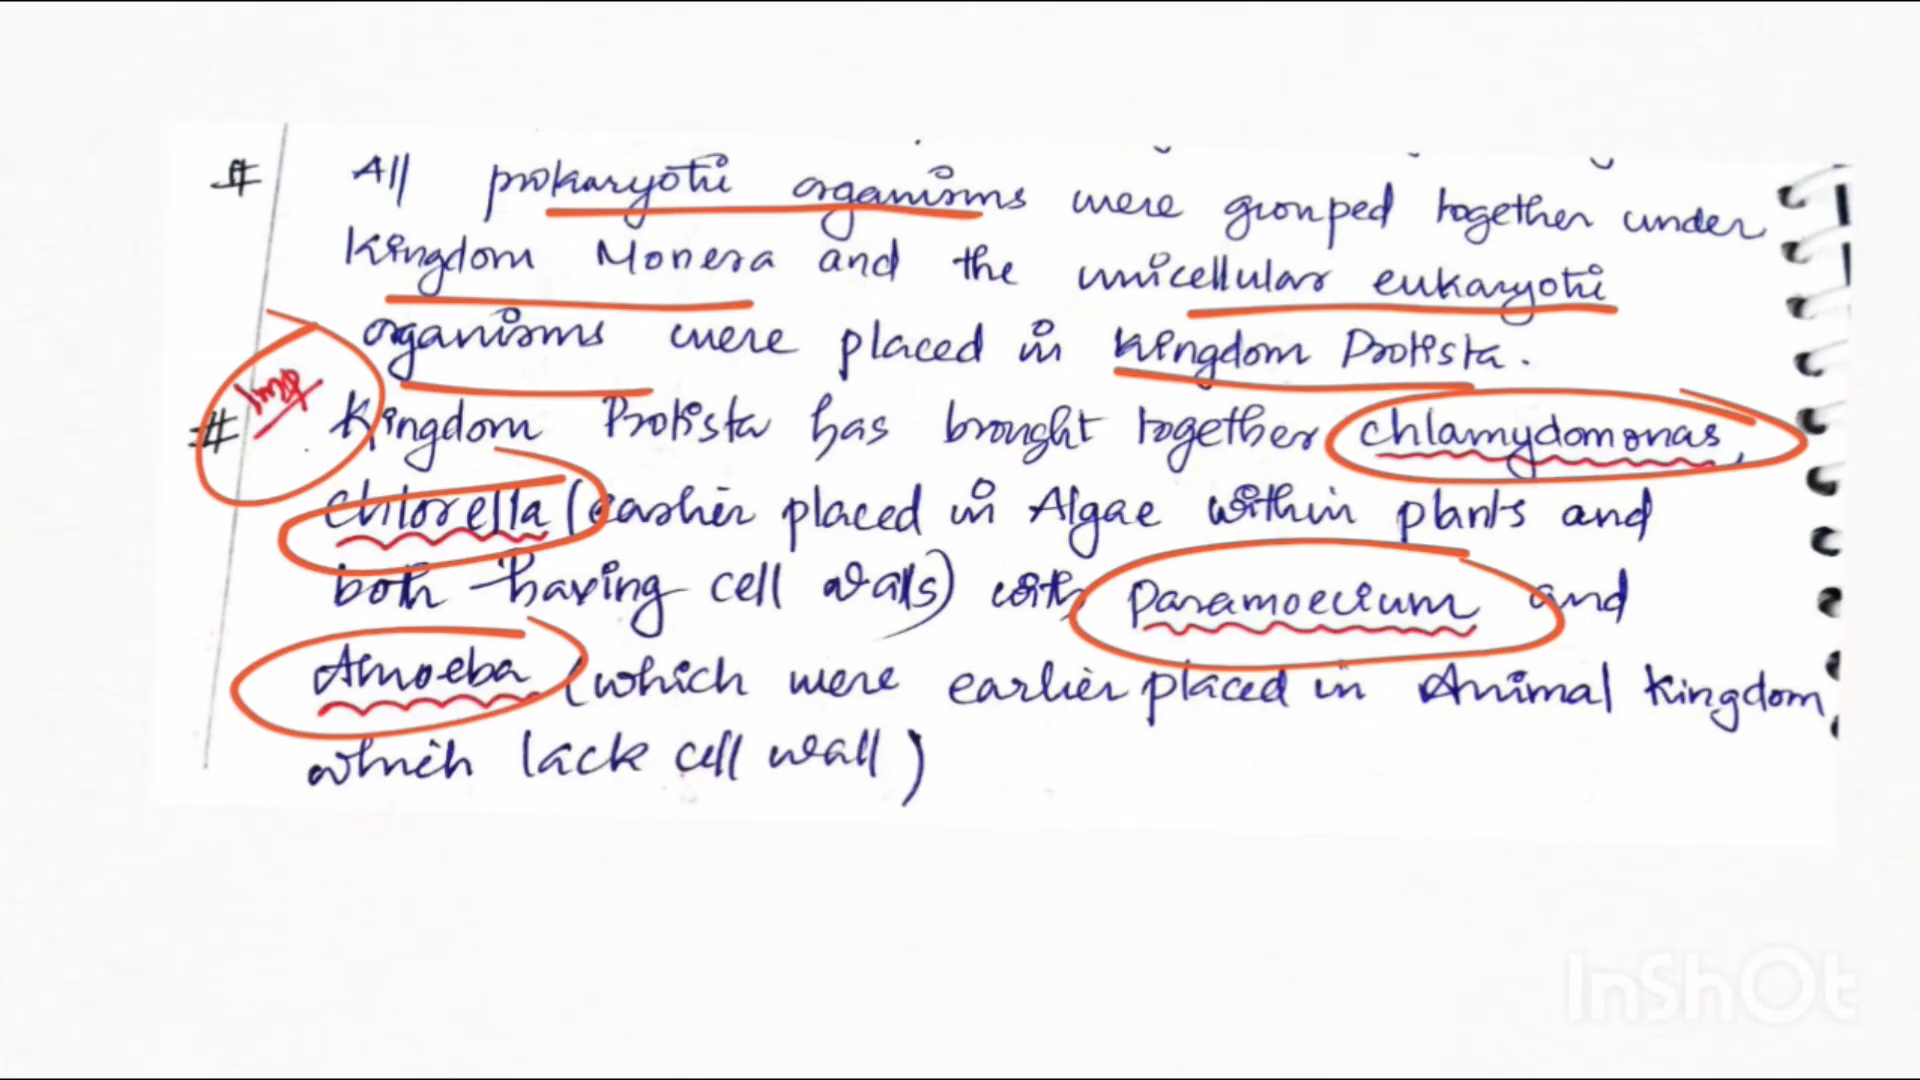 # All prokaryotic organisms were grouped together under
Kingdom Monera and the unicellular eukaryotic
organisms were placed in Kingdom Protista.
Imp
# Kingdom Protista has brought together chlamydomonas,
Chlorella (earlier placed in Algae within plants and
both having cell walls) with paramoecium and
Amoeba (which were earlier placed in Animal kingdom
which lack cell wall)
InShOt